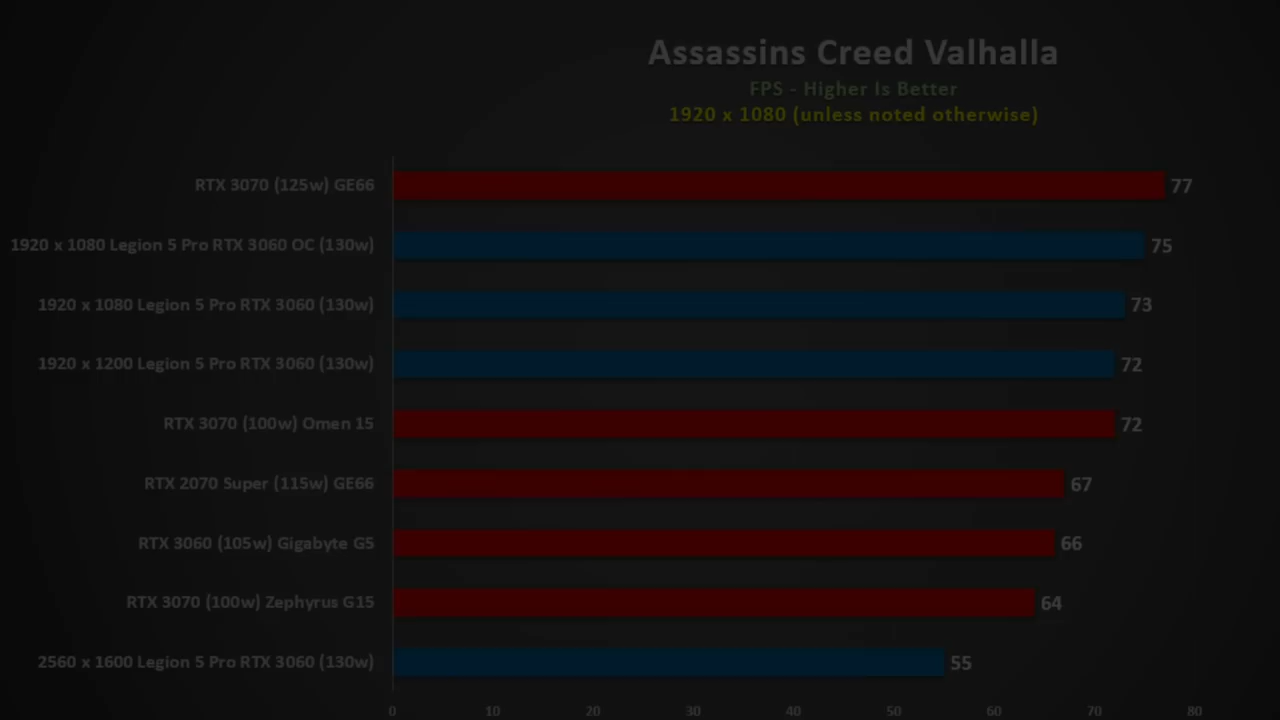 Assassins Creed Valhalla
FPS - Higher Is Better
1920 x 1080 (unless noted otherwise)
RTX 3070 (125w) GE66 77
1920 x 1080 Legion 5 Pro RTX 3060 OC (130w) 75
1920 x 1080 Legion 5 Pro RTX 3060 (130w) 73
1920 x 1200 Legion 5 Pro RTX 3060 (130w) 72
RTX 3070 (100w) Omen 15 72
RTX 2070 Super (115w) GE66 67
RTX 3060 (105w) Gigabyte G5 66
RTX 3070 (100w) Zephyrus G15 64
2560 x 1600 Legion 5 Pro RTX 3060 (130w) 55
0 10 20 30 40 50 60 70 80